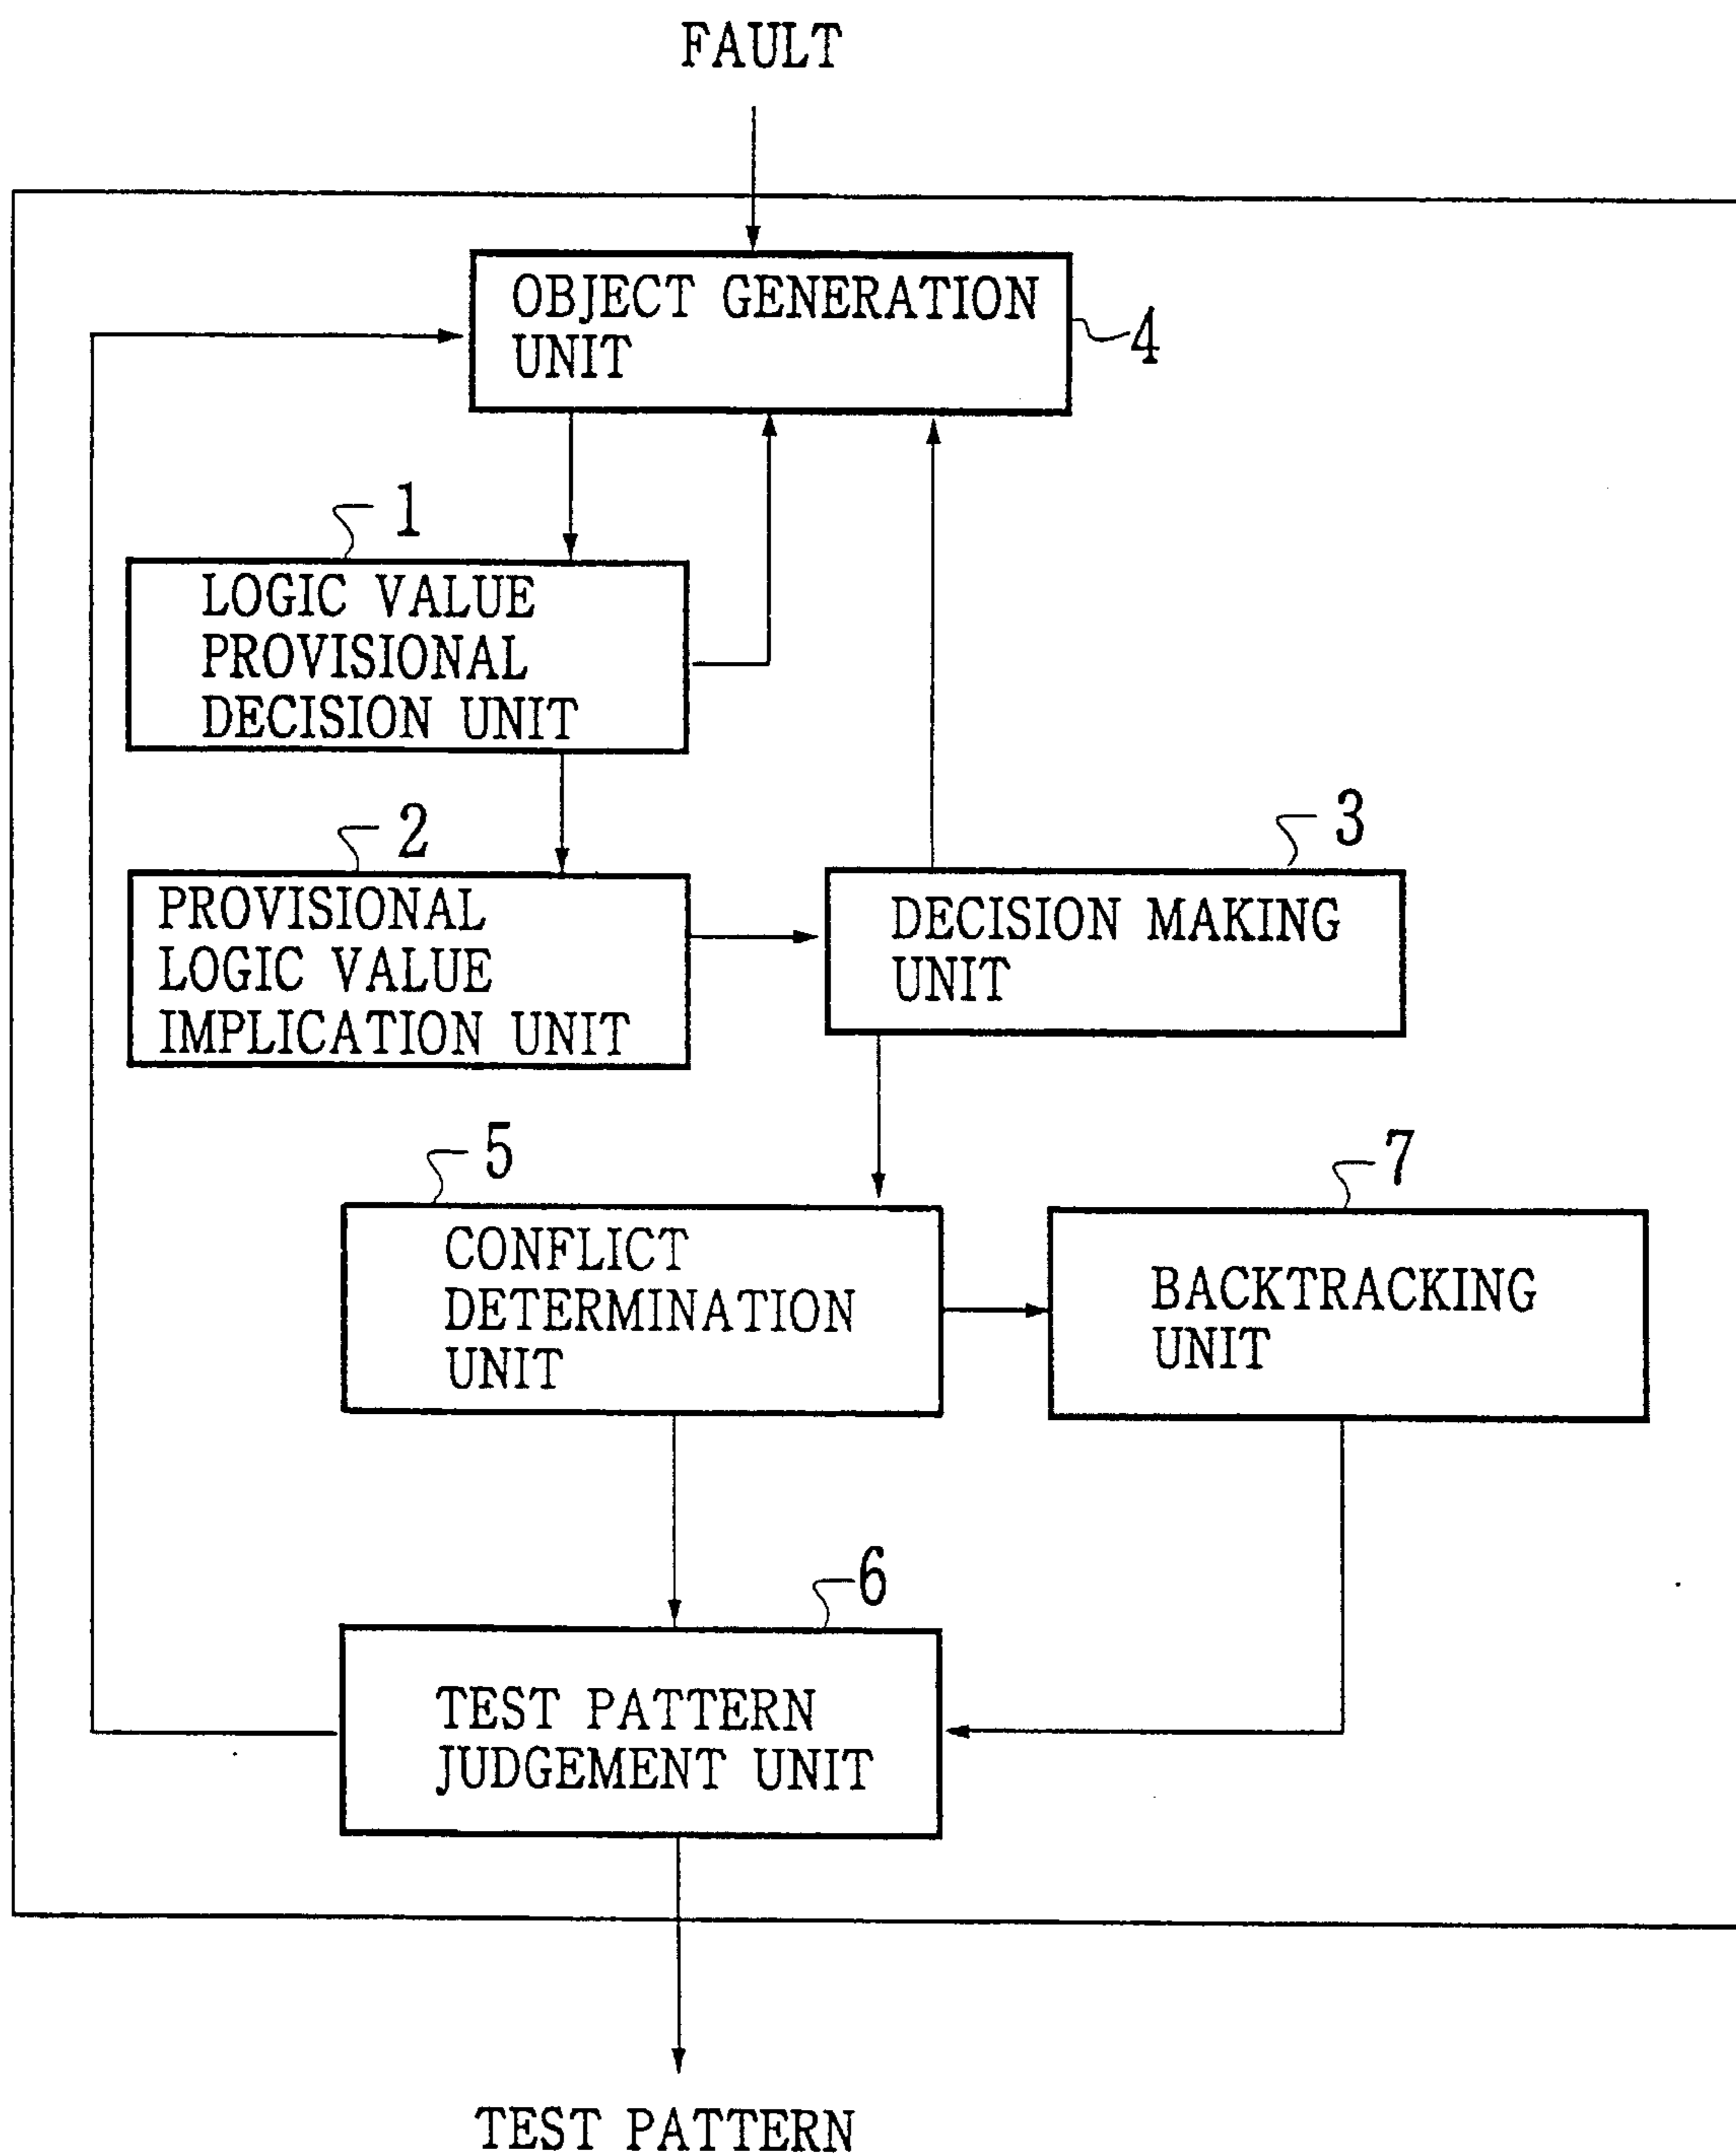 FAULT
OBJECT GENERATION
UNIT
4
1
LOGIC VALUE
PROVISIONAL
DECISION UNIT
2
PROVISIONAL
LOGIC VALUE
IMPLICATION UNIT
3
DECISION MAKING
UNIT
5
CONFLICT
DETERMINATION
UNIT
7
BACKTRACKING
UNIT
6
TEST PATTERN
JUDGEMENT UNIT
TEST PATTERN